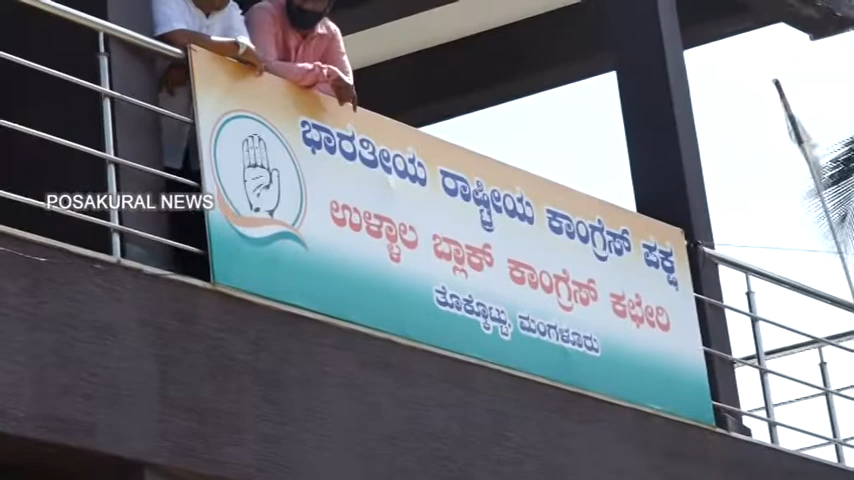 ಭಾರತೀಯ ರಾಷ್ಟ್ರೀಯ ಕಾಂಗ್ರೆಸ್ ಪಕ್ಷ
ಉಳ್ಳಾಲ ಬ್ಲಾಕ್ ಕಾಂಗ್ರೆಸ್ ಕಛೇರಿ
ತೊಕ್ಕೊಟ್ಟು, ಮಂಗಳೂರು
POSAKURAL NEWS